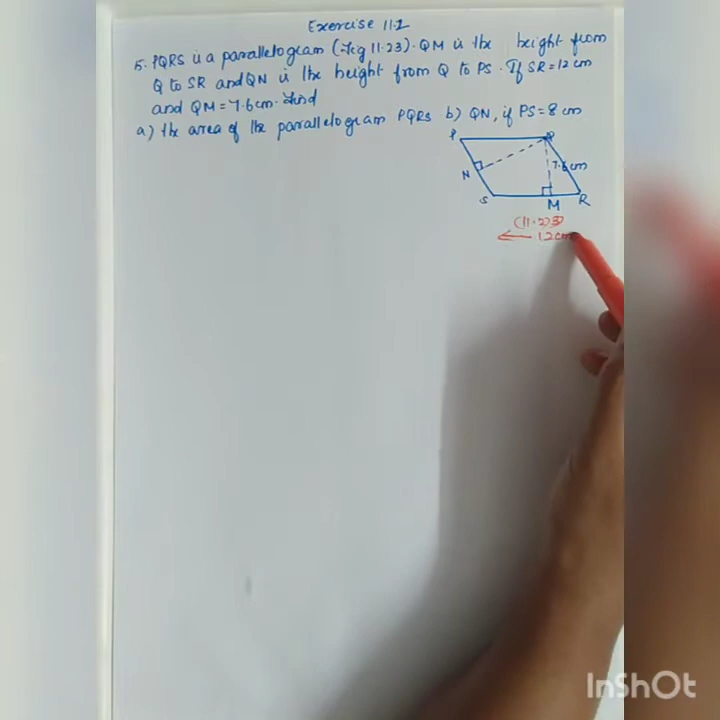 Exercise 11.2
5. PQRS is a parallelogram (Fig 11.23). QM is the height from
Q to SR and QN is the height from Q to PS. If SR = 12 cm
and QM = 7.6 cm. Find
a) the area of the parallelogram PQRS b) QN, if PS = 8 cm
P
N
7.6 cm
S
M
R
(11.23)
12 cm
InShOt